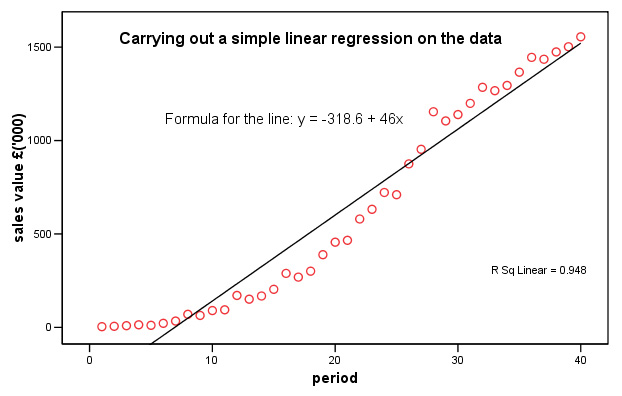 Carrying out a simple linear regression on the data
Formula for the line: y = -318.6 + 46x
R Sq Linear = 0.948
sales value £('000)
1500
1000
500
0
0 10 20 30 40
period